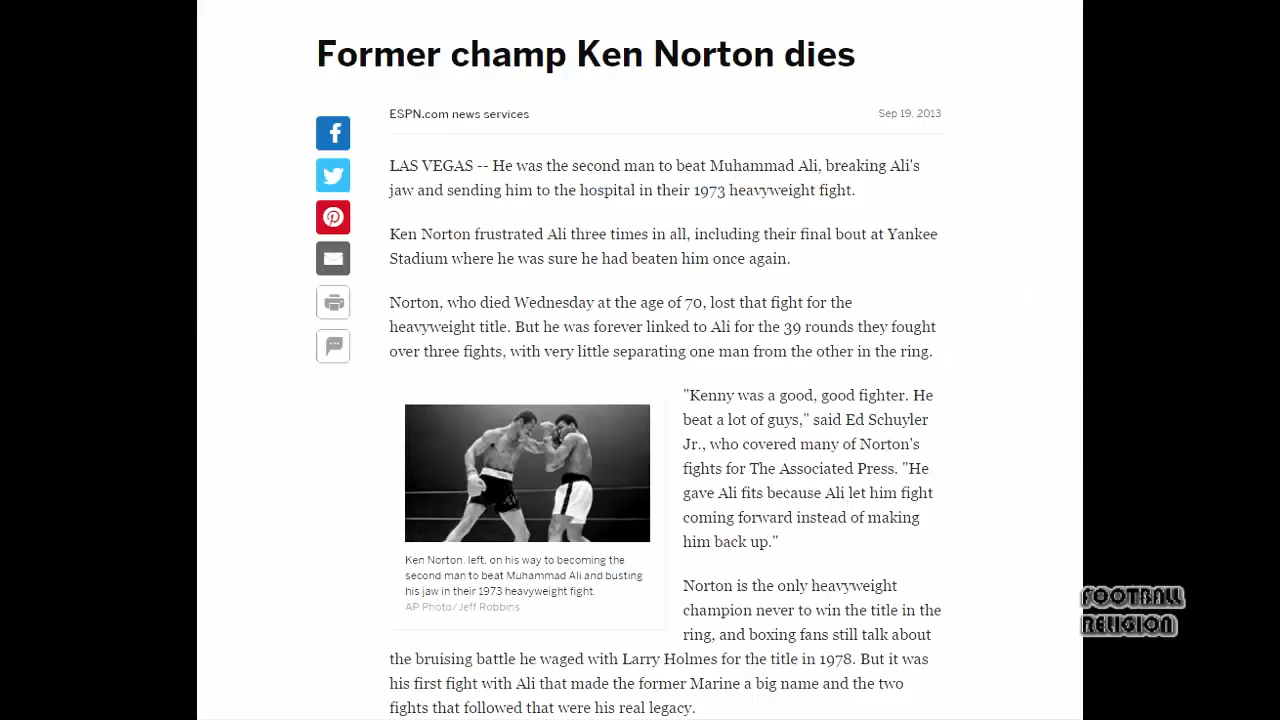 Former champ Ken Norton dies
ESPN.com news services
Sep 19, 2013
LAS VEGAS -- He was the second man to beat Muhammad Ali, breaking Ali's
jaw and sending him to the hospital in their 1973 heavyweight fight.
Ken Norton frustrated Ali three times in all, including their final bout at Yankee
Stadium where he was sure he had beaten him once again.
Norton, who died Wednesday at the age of 70, lost that fight for the
heavyweight title. But he was forever linked to Ali for the 39 rounds they fought
over three fights, with very little separating one man from the other in the ring.
"Kenny was a good, good fighter. He
beat a lot of guys," said Ed Schuyler
Jr., who covered many of Norton's
fights for The Associated Press. "He
gave Ali fits because Ali let him fight
coming forward instead of making
him back up."
Ken Norton, left, on his way to becoming the
second man to beat Muhammad Ali and busting
his jaw in their 1973 heavyweight fight.
AP Photo/Jeff Robbins
Norton is the only heavyweight
champion never to win the title in the
ring, and boxing fans still talk about
the bruising battle he waged with Larry Holmes for the title in 1978. But it was
his first fight with Ali that made the former Marine a big name and the two
fights that followed that were his real legacy.
FOOTBALL
RELIGION